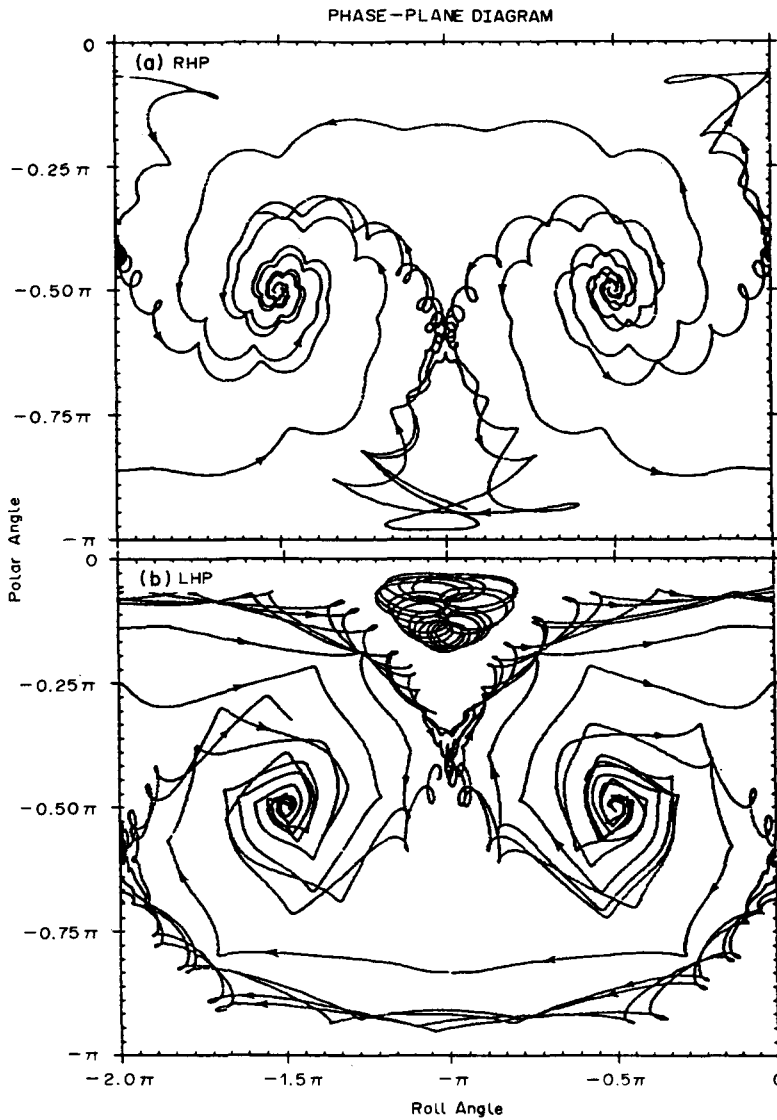 PHASE-PLANE DIAGRAM
0
(a) RHP
-0.25π
-0.50π
-0.75π
-π
0
(b) LHP
-0.25π
-0.50π
-0.75π
-π
Polar Angle
-2.0π -1.5π -π -0.5π 0
Roll Angle